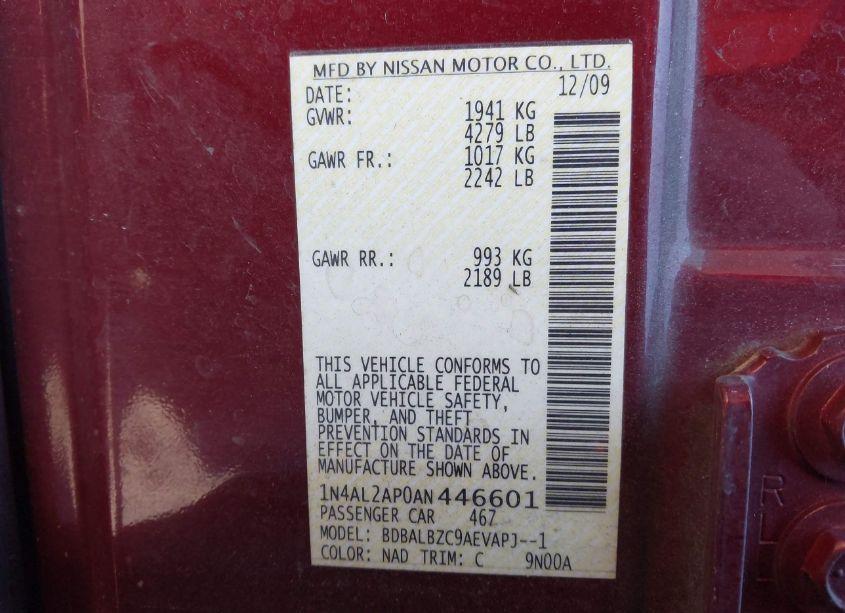 MFD BY NISSAN MOTOR CO., LTD.
DATE: 12/09
GVWR: 1941 KG
4279 LB
GAWR FR.: 1017 KG
2242 LB
GAWR RR.: 993 KG
2189 LB
THIS VEHICLE CONFORMS TO
ALL APPLICABLE FEDERAL
MOTOR VEHICLE SAFETY,
BUMPER, AND THEFT
PREVENTION STANDARDS IN
EFFECT ON THE DATE OF
MANUFACTURE SHOWN ABOVE.
1N4AL2AP0AN446601
PASSENGER CAR 467
MODEL: BDBALBZC9AEVAPJ--1
COLOR: NAD TRIM: C 9N00A
R
L